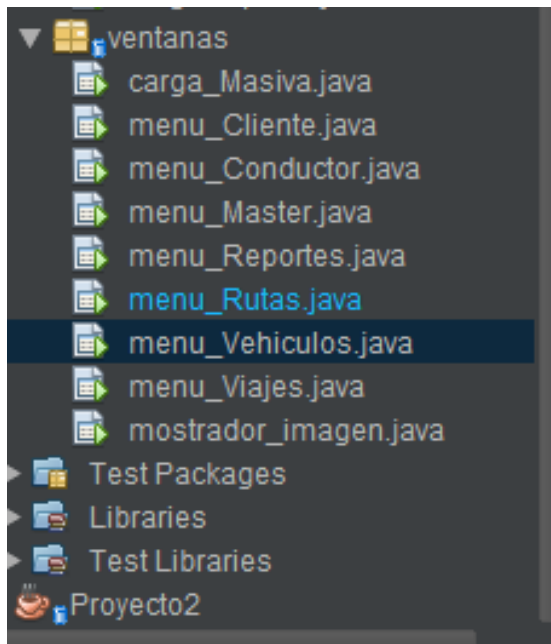 ventanas
carga_Masiva.java
menu_Cliente.java
menu_Conductor.java
menu_Master.java
menu_Reportes.java
menu_Rutas.java
menu_Vehiculos.java
menu_Viajes.java
mostrador_imagen.java
Test Packages
Libraries
Test Libraries
Proyecto2